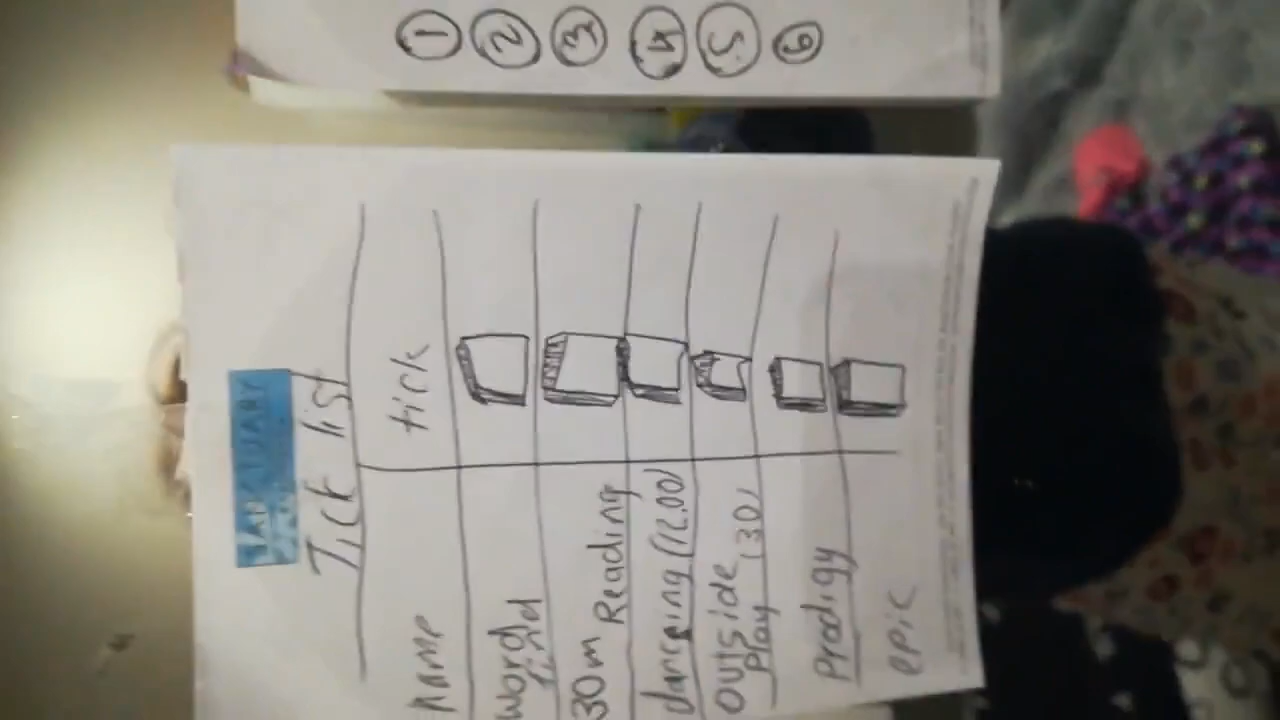 1 2 3 4 5 6
Tick list
name tick
word find
30m Reading
dancing (12.00)
outside
Play (30)
Prodigy
epic